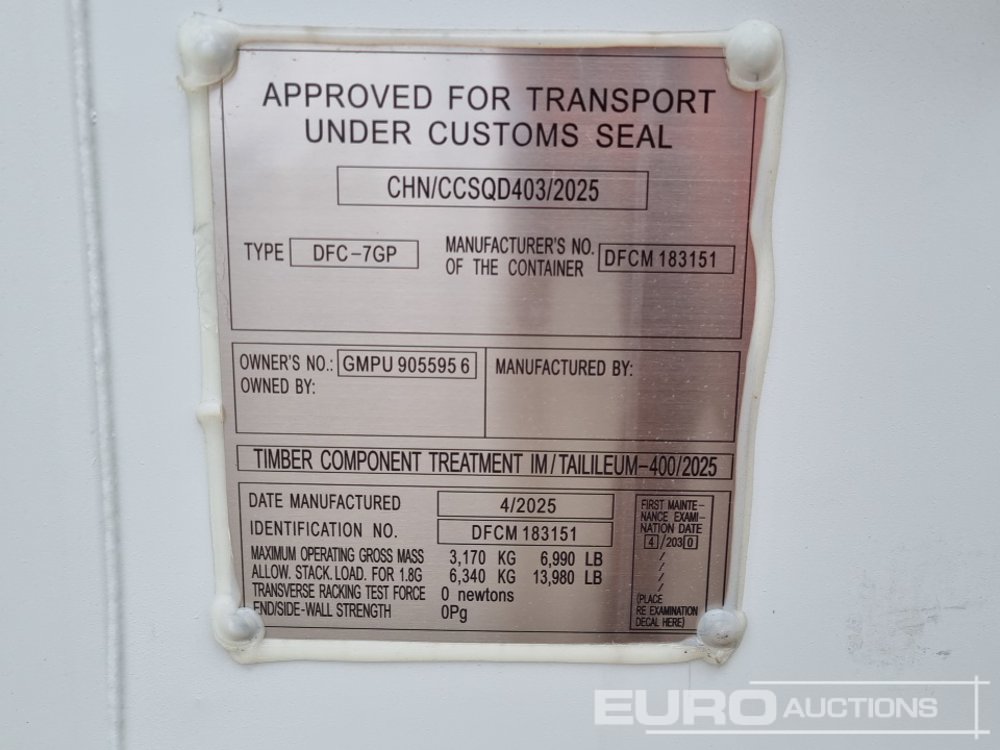 APPROVED FOR TRANSPORT
UNDER CUSTOMS SEAL
CHN/CCSQD403/2025
TYPE DFC-7GP
MANUFACTURER'S NO. OF THE CONTAINER DFCM 183151
OWNER'S NO.: GMPU 905595 6
OWNED BY:
MANUFACTURED BY:
TIMBER COMPONENT TREATMENT IM/TAILILEUM-400/2025
DATE MANUFACTURED 4/2025
IDENTIFICATION NO. DFCM 183151
MAXIMUM OPERATING GROSS MASS 3,170 KG 6,990 LB
ALLOW. STACK.LOAD. FOR 1.8G 6,340 KG 13,980 LB
TRANSVERSE RACKING TEST FORCE 0 newtons
END/SIDE-WALL STRENGTH 0Pg
FIRST MAINTE-
NANCE EXAMI-
NATION DATE
4/2030
/
/
/
/
(PLACE
RE EXAMINATION
DECAL HERE)
EURO AUCTIONS